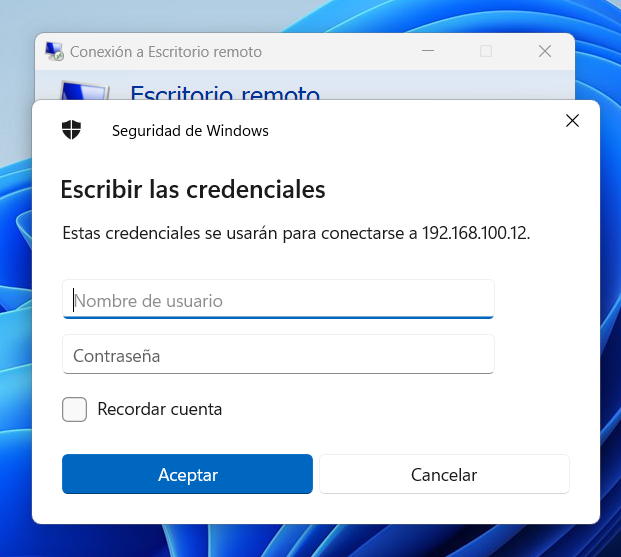 Conexión a Escritorio remoto
Escritorio remoto
Seguridad de Windows
Escribir las credenciales
Estas credenciales se usarán para conectarse a 192.168.100.12.
Nombre de usuario
Contraseña
Recordar cuenta
Aceptar
Cancelar